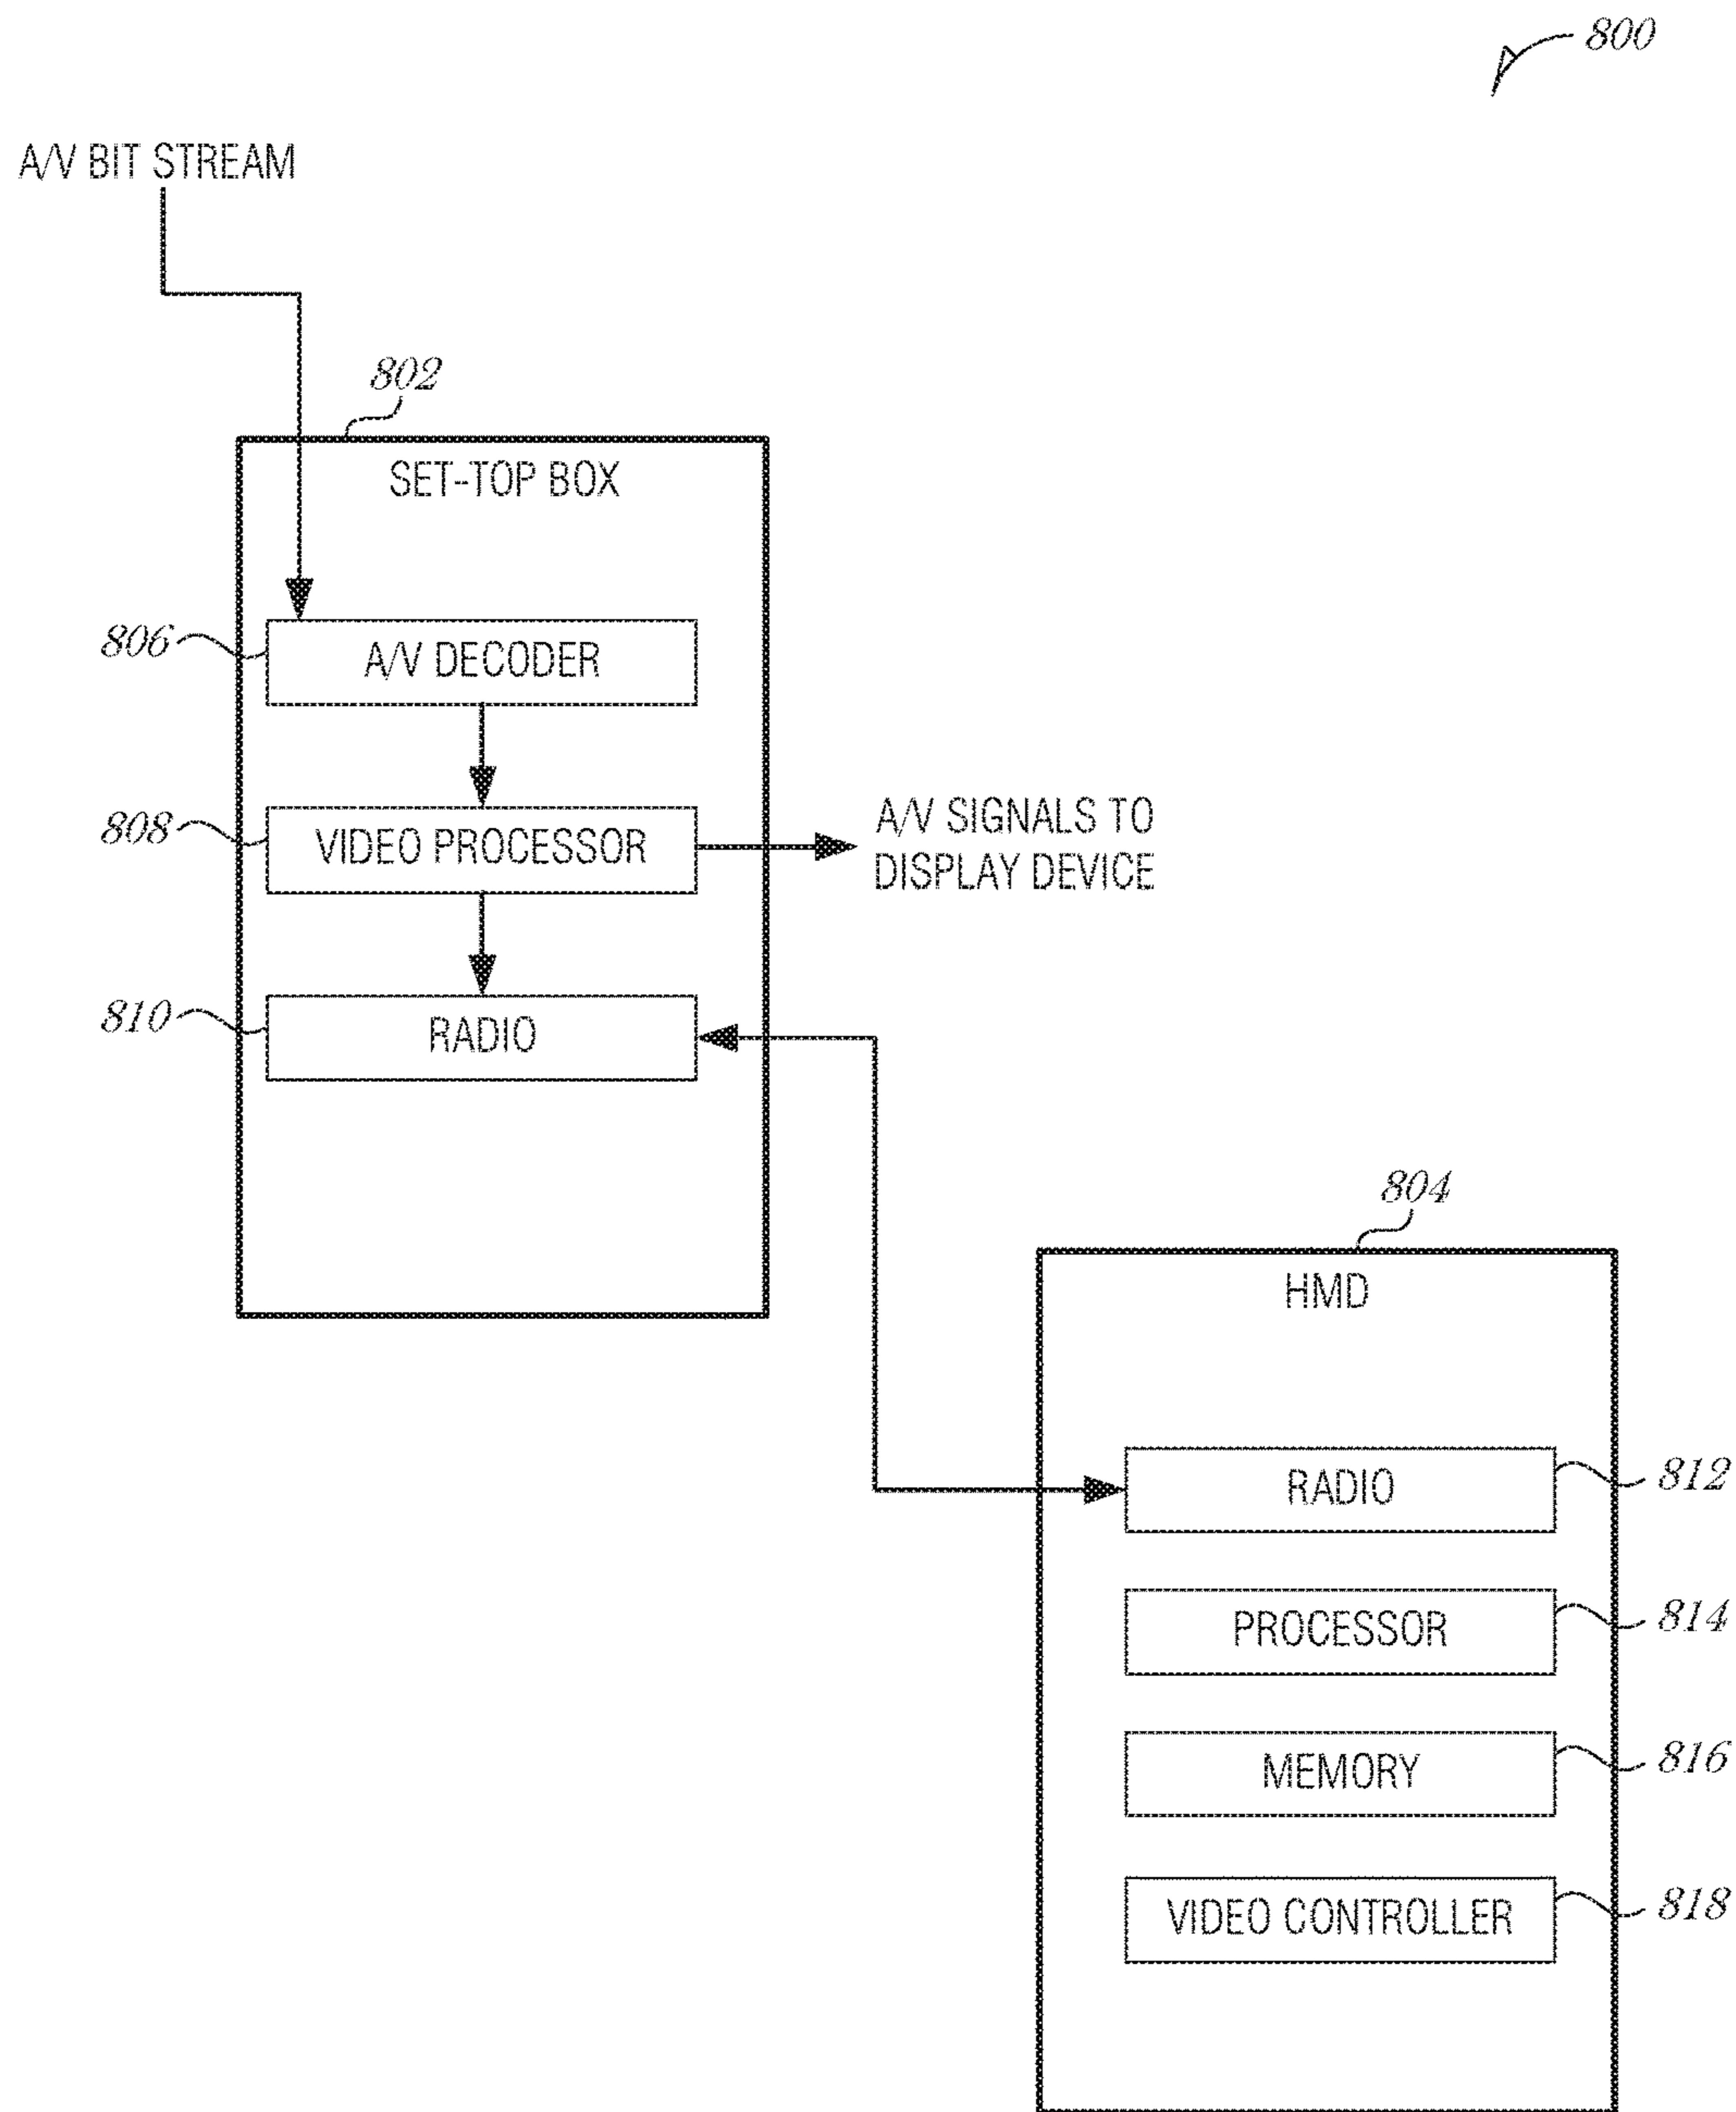 800
A/V BIT STREAM
802
SET-TOP BOX
806
A/V DECODER
808
VIDEO PROCESSOR
A/V SIGNALS TO
DISPLAY DEVICE
810
RADIO
804
HMD
RADIO
812
PROCESSOR
814
MEMORY
816
VIDEO CONTROLLER
818